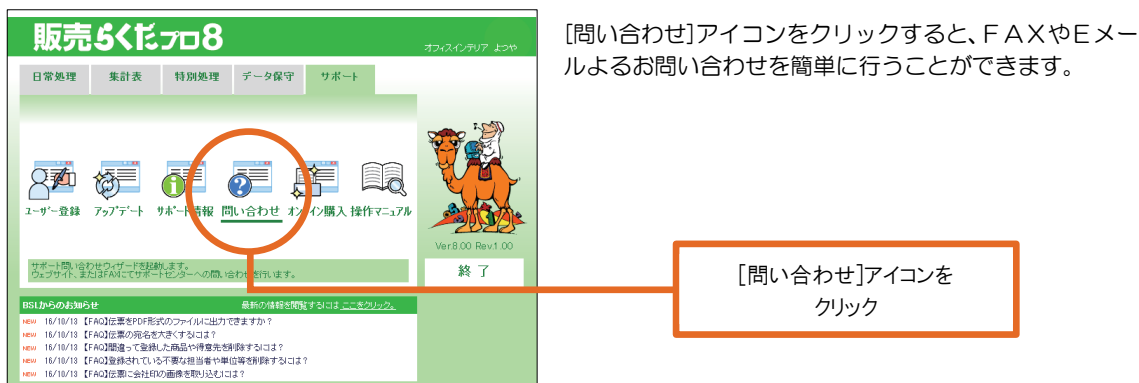 販売らくだプロ8
オフィスインテリア よつや
日常処理 集計表 特別処理 データ保守 サポート
ユーザー登録 アップデート サポート情報 問い合わせ オンライン購入 操作マニュアル
Ver.8.00 Rev.1.00
サポート問い合わせウィザードを起動します。
ウェブサイト、またはFAXにてサポートセンターへの問い合わせを行います。
終 了
BSLからのお知らせ 最新の情報を閲覧するには ここをクリック。
NEW 16/10/13 【FAQ】伝票をPDF形式のファイルに出力できますか?
NEW 16/10/13 【FAQ】伝票の宛名を大きくするには?
NEW 16/10/13 【FAQ】間違って登録した商品や得意先を削除するには?
NEW 16/10/13 【FAQ】登録されている不要な担当者や単位等を削除するには?
NEW 16/10/13 【FAQ】伝票に会社印の画像を取り込むには?
[問い合わせ]アイコンをクリックすると、FAXやEメー
ルよるお問い合わせを簡単に行うことができます。
[問い合わせ]アイコンを
クリック